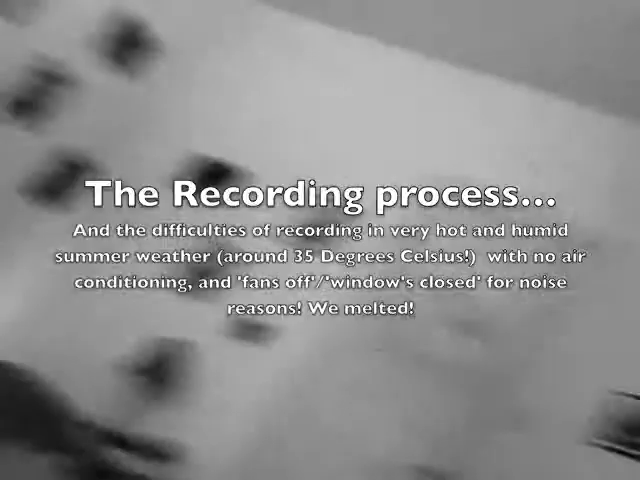 The Recording process...
And the difficulties of recording in very hot and humid
summer weather (around 35 Degrees Celsius!)  with no air
conditioning, and 'fans off'/'window's closed' for noise
reasons! We melted!